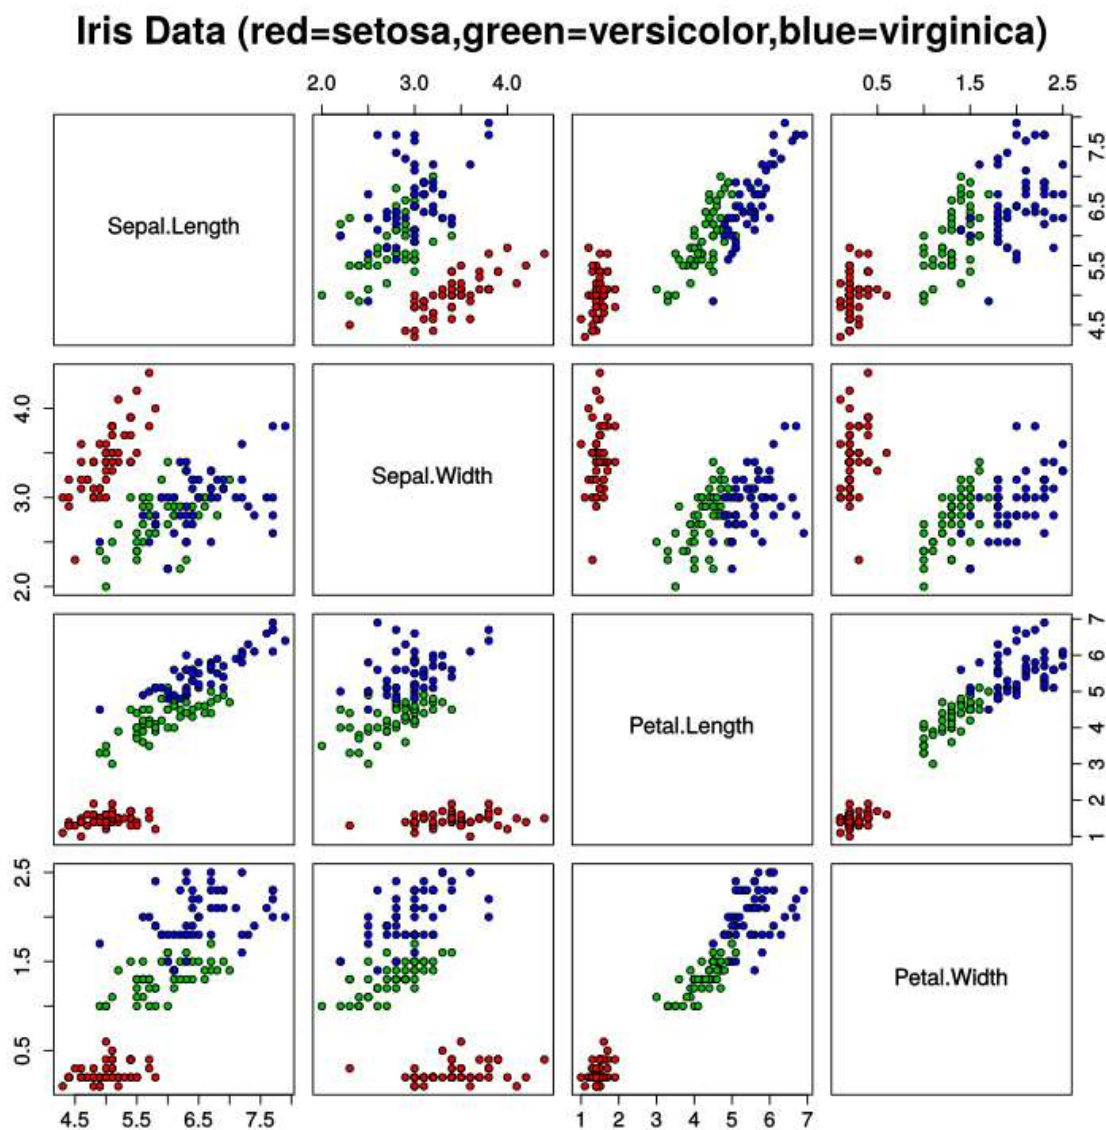 Iris Data (red=setosa,green=versicolor,blue=virginica)
2.0 3.0 4.0 0.5 1.5 2.5
Sepal.Length
4.5 5.5 6.5 7.5
2.0 3.0 4.0
Sepal.Width
Petal.Length
1 2 3 4 5 6 7
0.5 1.5 2.5
Petal.Width
4.5 5.5 6.5 7.5 1 2 3 4 5 6 7